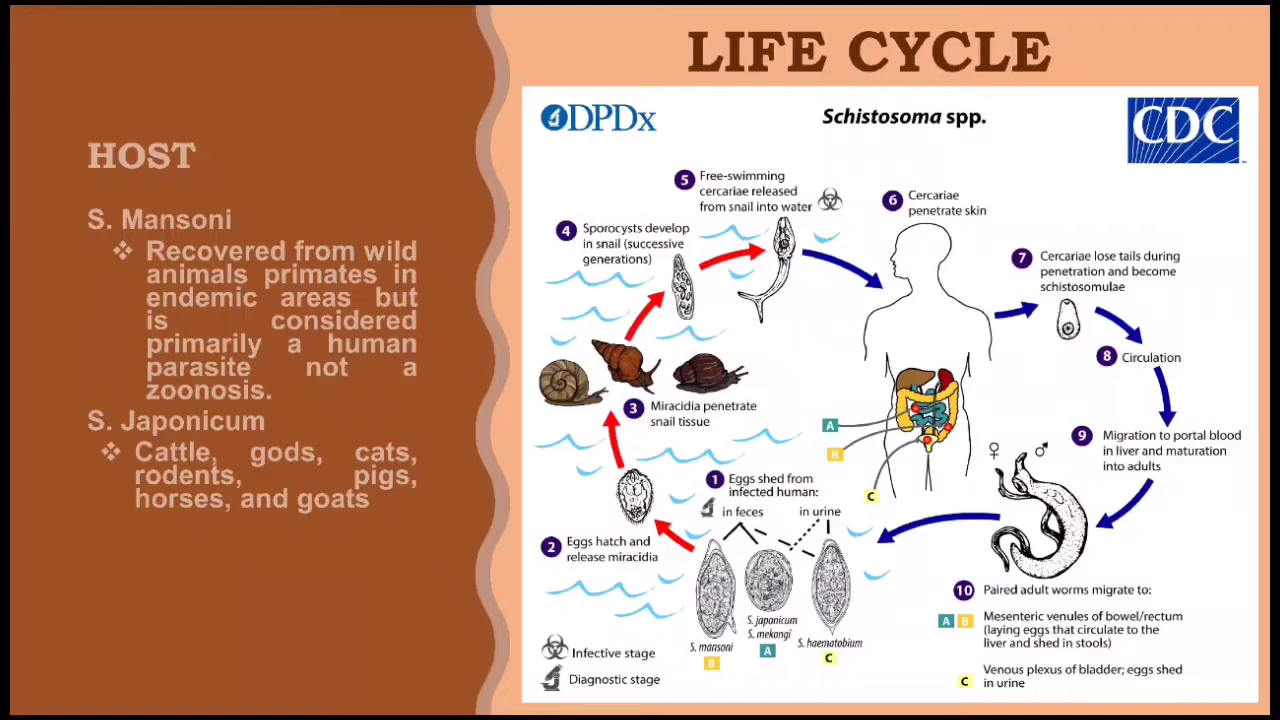 LIFE CYCLE
HOST
S. Mansoni
❖ Recovered from wild
animals primates in
endemic areas but
is considered
primarily a human
parasite not a
zoonosis.
S. Japonicum
❖ Cattle, gods, cats,
rodents, pigs,
horses, and goats
DPDx
Schistosoma spp.
CDC
5 Free-swimming
cercariae released
from snail into water
6 Cercariae
penetrate skin
4 Sporocysts develop
in snail (successive
generations)
7 Cercariae lose tails during
penetration and become
schistosomulae
8 Circulation
3 Miracidia penetrate
snail tissue
A
B
C
9 Migration to portal blood
in liver and maturation
into adults
♀ ♂
1 Eggs shed from
infected human:
in feces in urine
2 Eggs hatch and
release miracidia
S. mansoni
B
S. japonicum
S. mekongi
A
S. haematobium
C
10 Paired adult worms migrate to:
A B Mesenteric venules of bowel/rectum
(laying eggs that circulate to the
liver and shed in stools)
C Venous plexus of bladder; eggs shed
in urine
Infective stage
Diagnostic stage